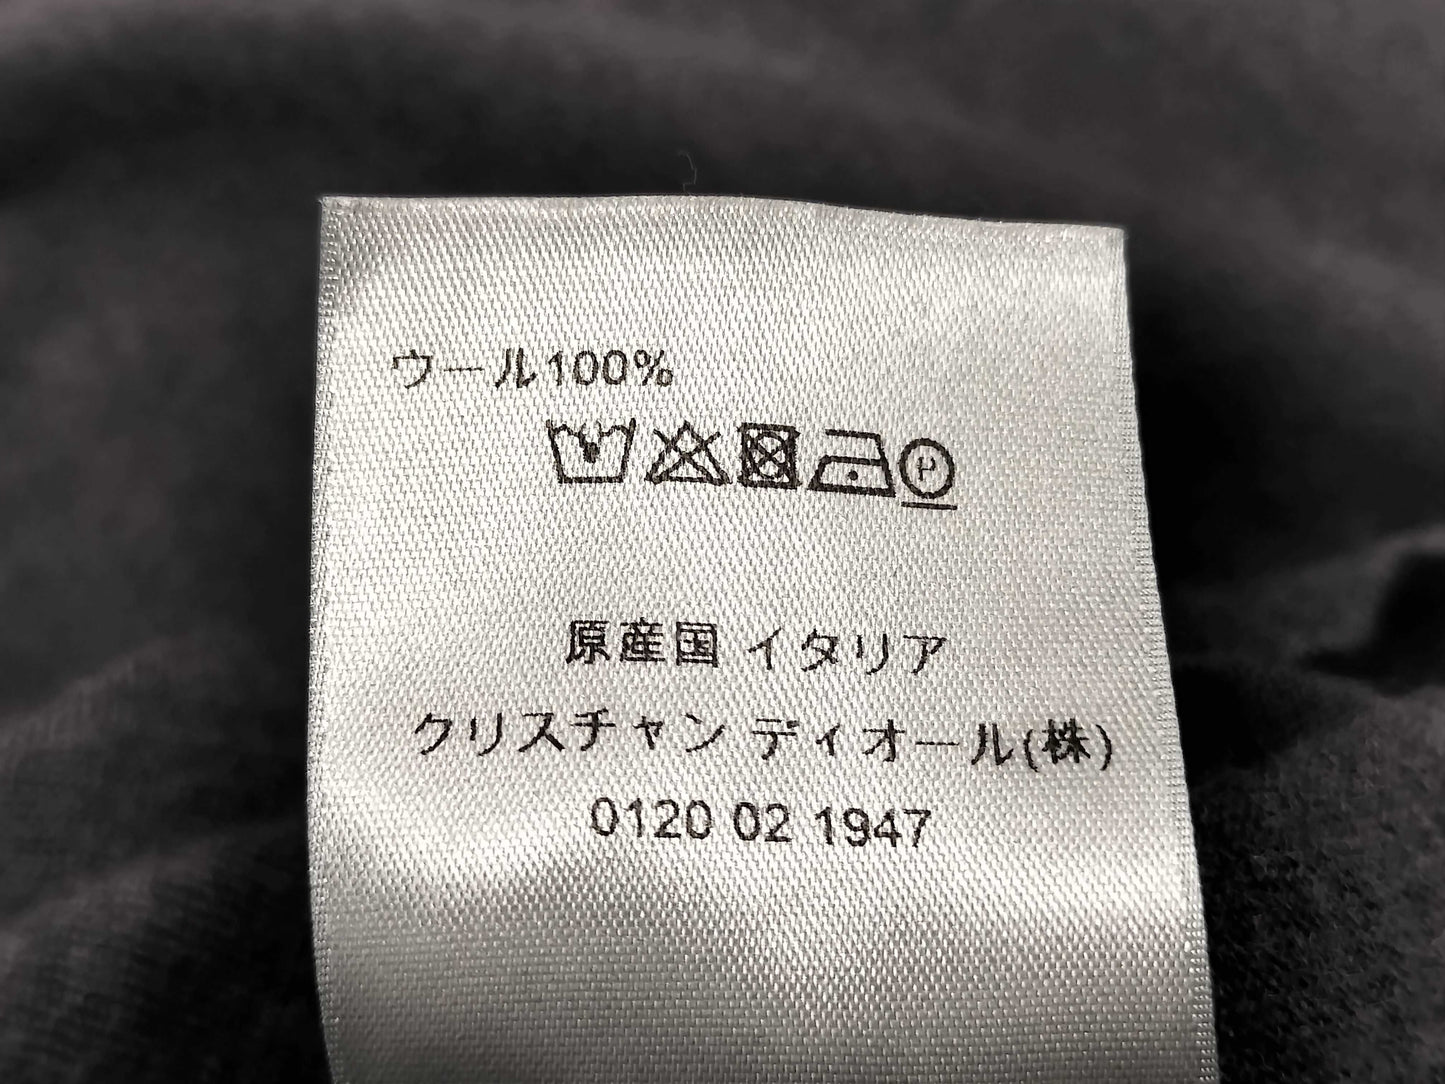 ウール100%
P
原産国 イタリア
クリスチャン ディオール(株)
0120 02 1947